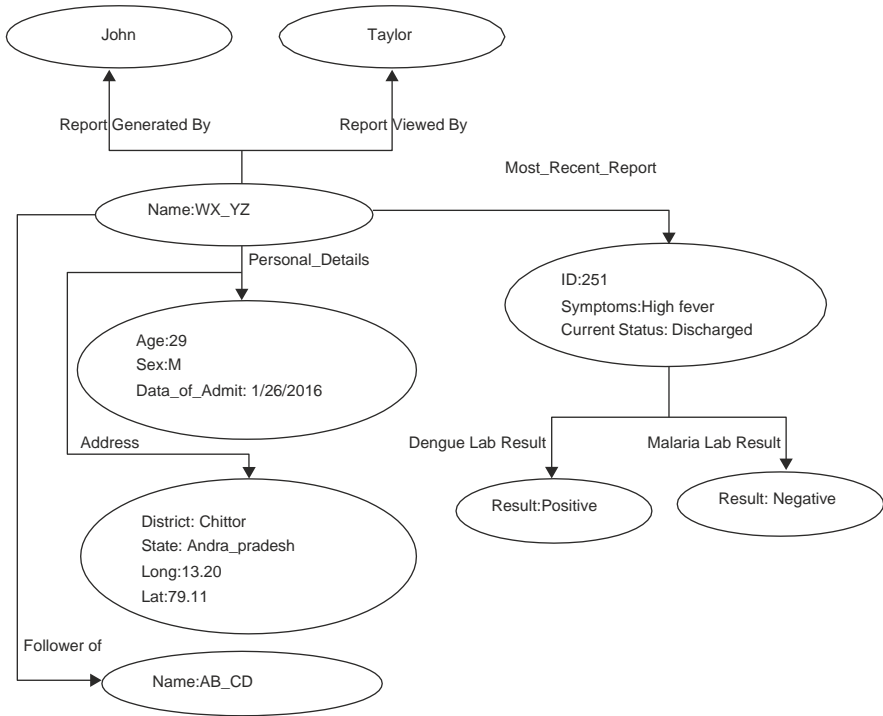 John
Taylor
Report Generated By
Report Viewed By
Most_Recent_Report
Name:WX_YZ
Personal_Details
ID:251
Symptoms:High fever
Current Status: Discharged
Age:29
Sex:M
Data_of_Admit: 1/26/2016
Address
Dengue Lab Result
Malaria Lab Result
Result:Positive
Result: Negative
District: Chittor
State: Andra_pradesh
Long:13.20
Lat:79.11
Follower of
Name:AB_CD